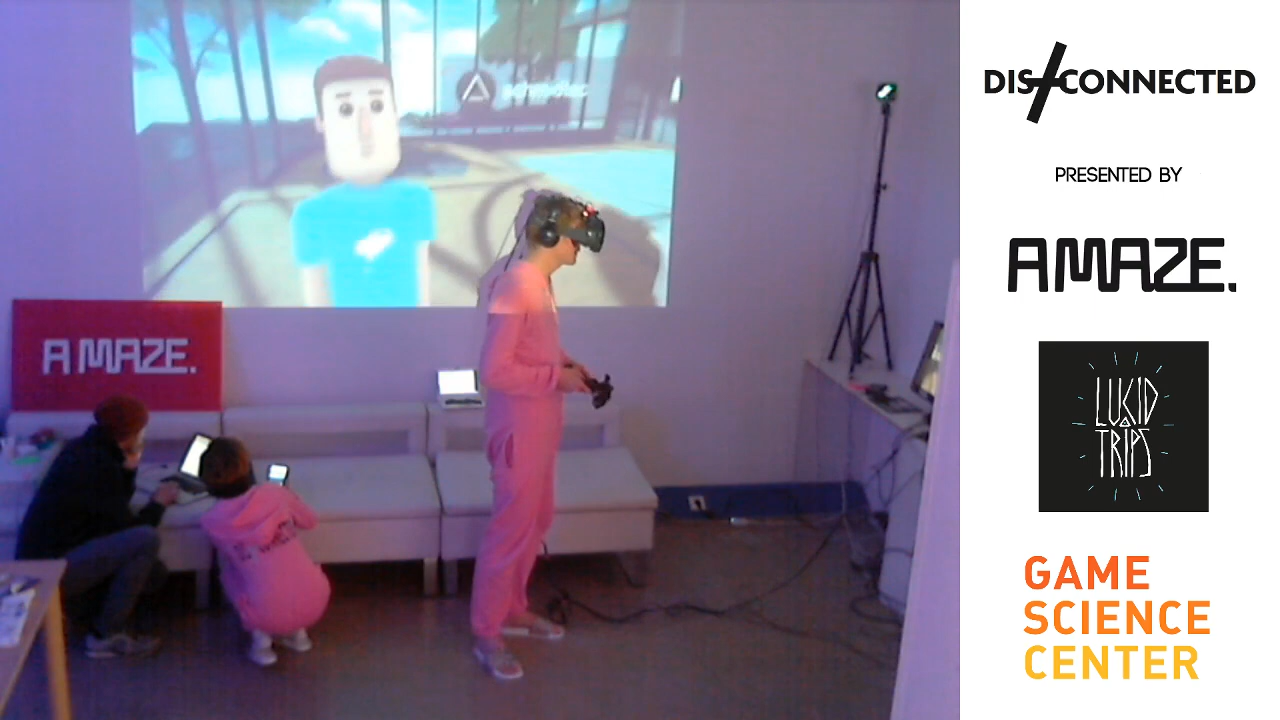 A MAZE.
DIS/CONNECTED
PRESENTED BY
A MAZE.
LUCID
TRIPS
GAME
SCIENCE
CENTER